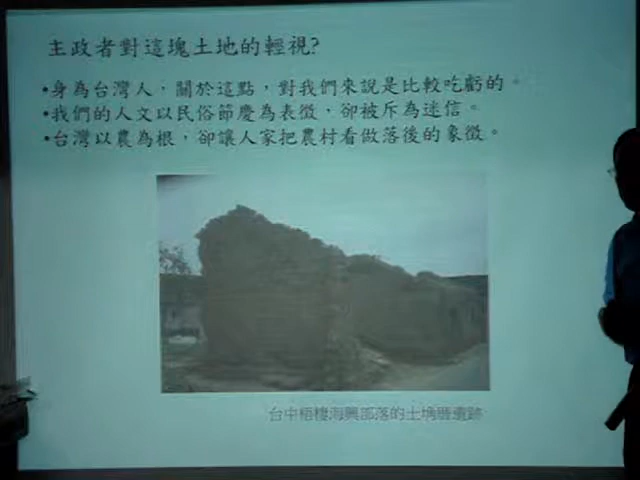 主政者對這塊土地的輕視?
•身為台灣人，關於這點，對我們來說是比較吃虧的。
•我們的人文以民俗節慶為表徵，卻被斥為迷信。
•台灣以農為根，卻讓人家把農村看做落後的象徵。
台中梧棲海興部落的土埆厝遺跡